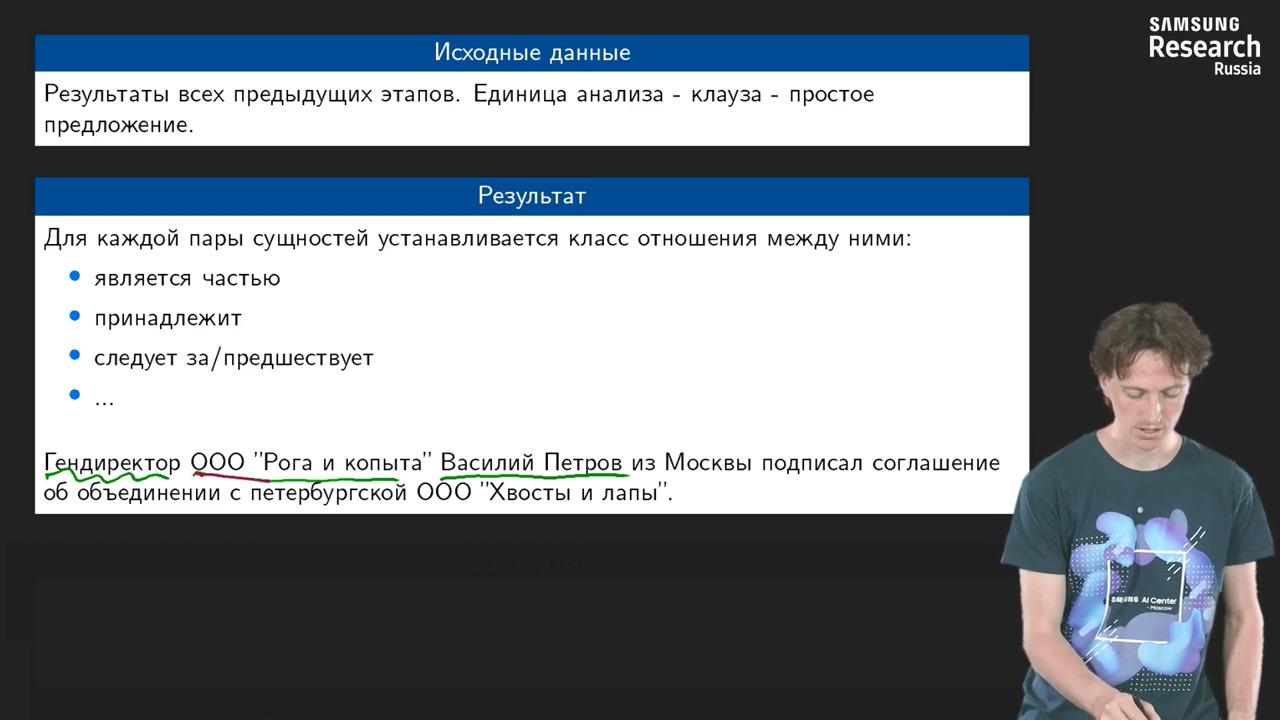 SAMSUNG
Research
Russia
Исходные данные
Результаты всех предыдущих этапов. Единица анализа - клауза - простое
предложение.
Результат
Для каждой пары сущностей устанавливается класс отношения между ними:
является частью
принадлежит
следует за/предшествует
...
Гендиректор ООО "Рога и копыта" Василий Петров из Москвы подписал соглашение
об объединении с петербургской ООО "Хвосты и лапы".
SAMSUNG AI Center
- Moscow